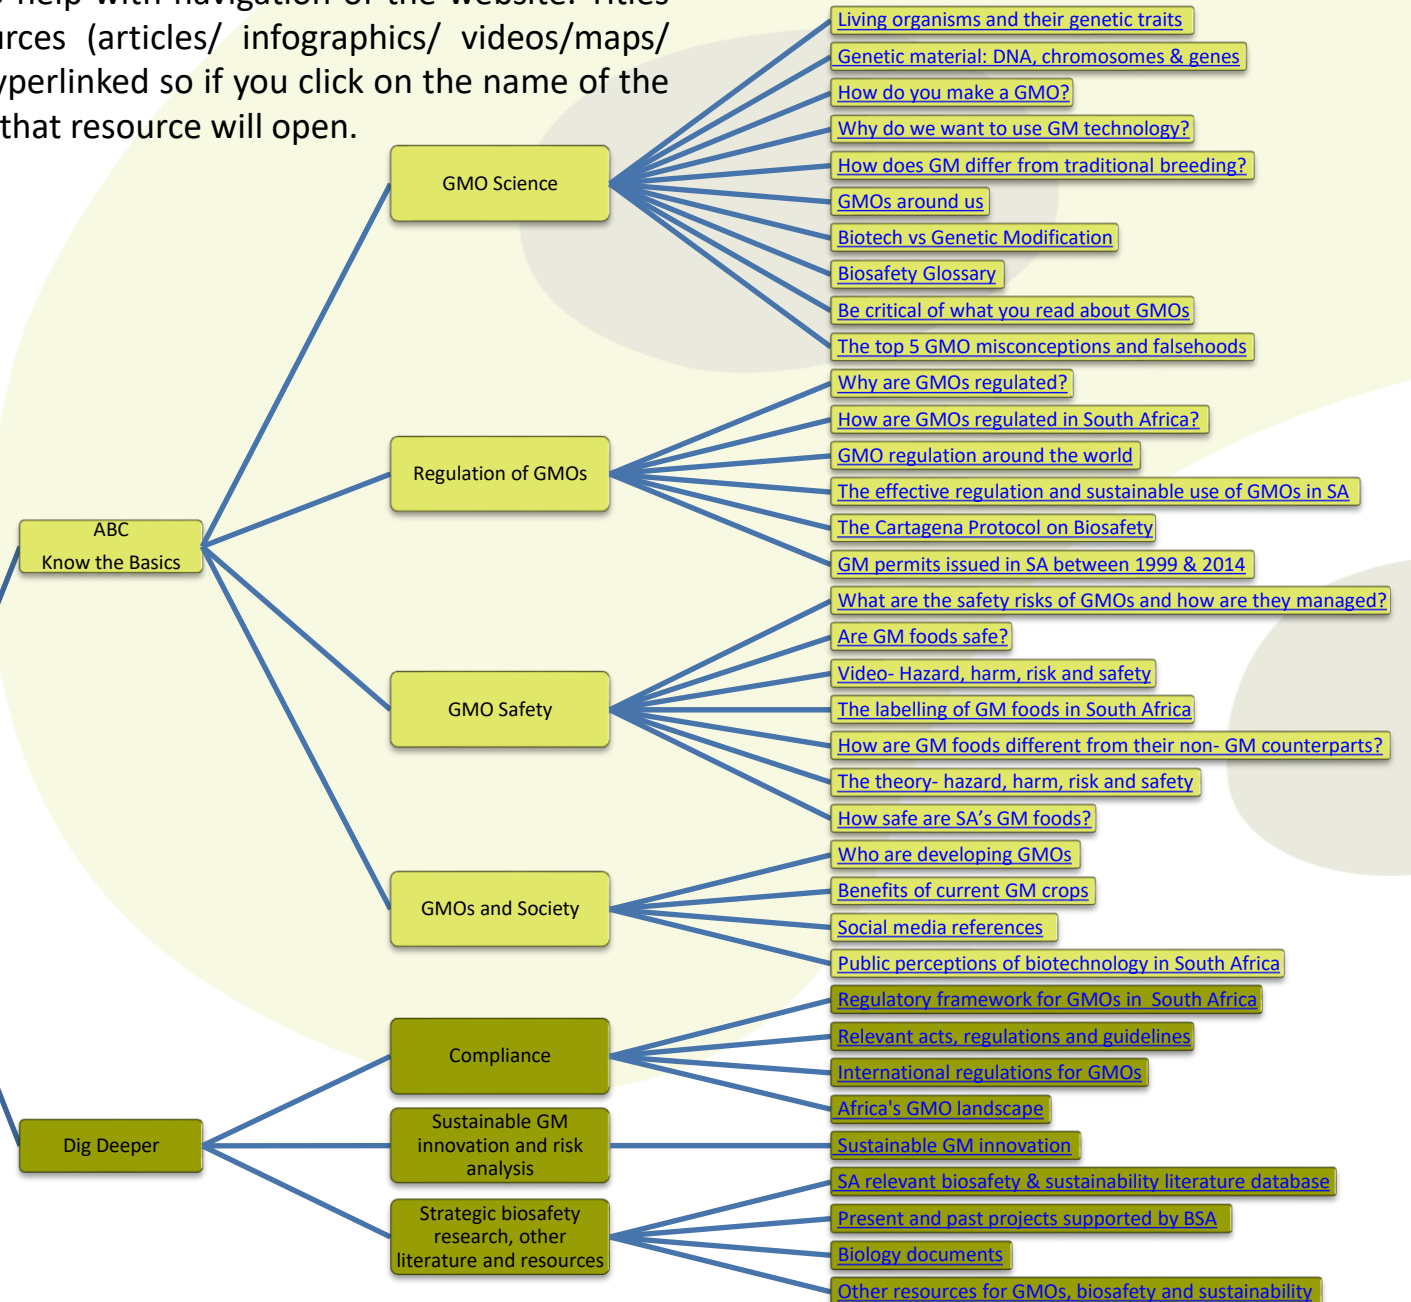 help with navigation of the website. Titles
(articles/ infographics/ videos/maps/
so if you click on the name of the
that resource will open.
Living organisms and their genetic traits
Genetic material: DNA, chromosomes & genes
How do you make a GMO?
Why do we want to use GM technology?
How does GM differ from traditional breeding?
GMOs around us
Biotech vs Genetic Modification
Biosafety Glossary
Be critical of what you read about GMOs
The top 5 GMO misconceptions and falsehoods
GMO Science
Why are GMOs regulated?
How are GMOs regulated in South Africa?
GMO regulation around the world
The effective regulation and sustainable use of GMOs in SA
The Cartagena Protocol on Biosafety
GM permits issued in SA between 1999 & 2014
Regulation of GMOs
ABC
Know the Basics
What are the safety risks of GMOs and how are they managed?
Are GM foods safe?
Video- Hazard, harm, risk and safety
The labelling of GM foods in South Africa
How are GM foods different from their non- GM counterparts?
The theory- hazard, harm, risk and safety
How safe are SA's GM foods?
GMO Safety
Who are developing GMOs
Benefits of current GM crops
Social media references
Public perceptions of biotechnology in South Africa
GMOs and Society
Regulatory framework for GMOs in  South Africa
Relevant acts, regulations and guidelines
International regulations for GMOs
Africa's GMO landscape
Compliance
Dig Deeper
Sustainable GM
innovation and risk
analysis
Sustainable GM innovation
Strategic biosafety
research, other
literature and resources
SA relevant biosafety & sustainability literature database
Present and past projects supported by BSA
Biology documents
Other resources for GMOs, biosafety and sustainability